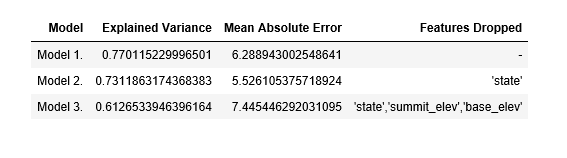 Model Explained Variance Mean Absolute Error Features Dropped
Model 1. 0.770115229996501 6.288943002548641 -
Model 2. 0.7311863174368383 5.526105375718924 'state'
Model 3. 0.6126533946396164 7.445446292031095 'state','summit_elev','base_elev'